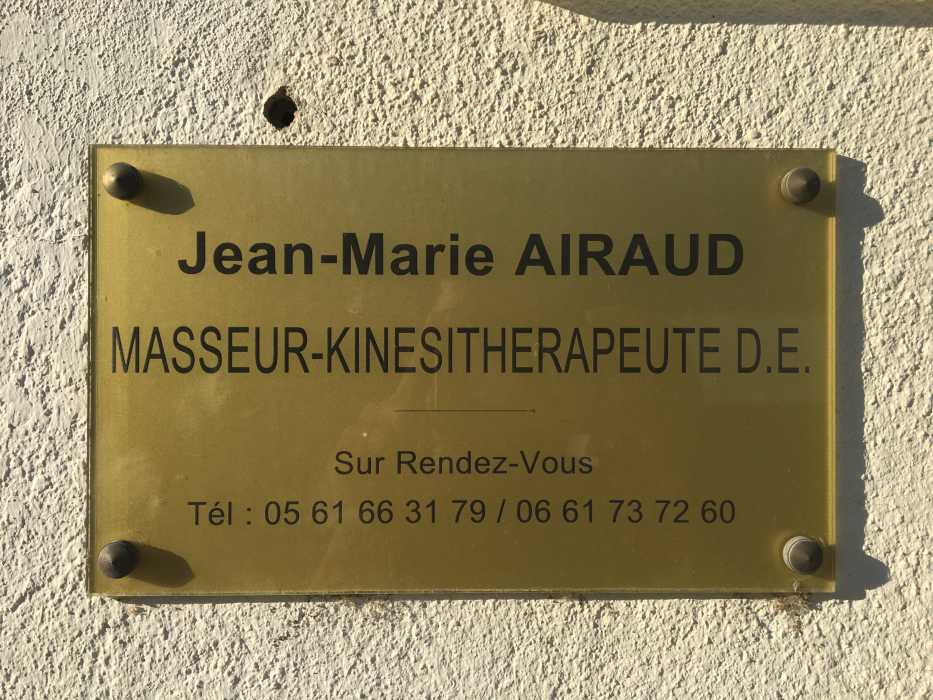 Jean-Marie AIRAUD
MASSEUR-KINESITHERAPEUTE D.E.
Sur Rendez-Vous
Tél : 05 61 66 31 79 / 06 61 73 72 60